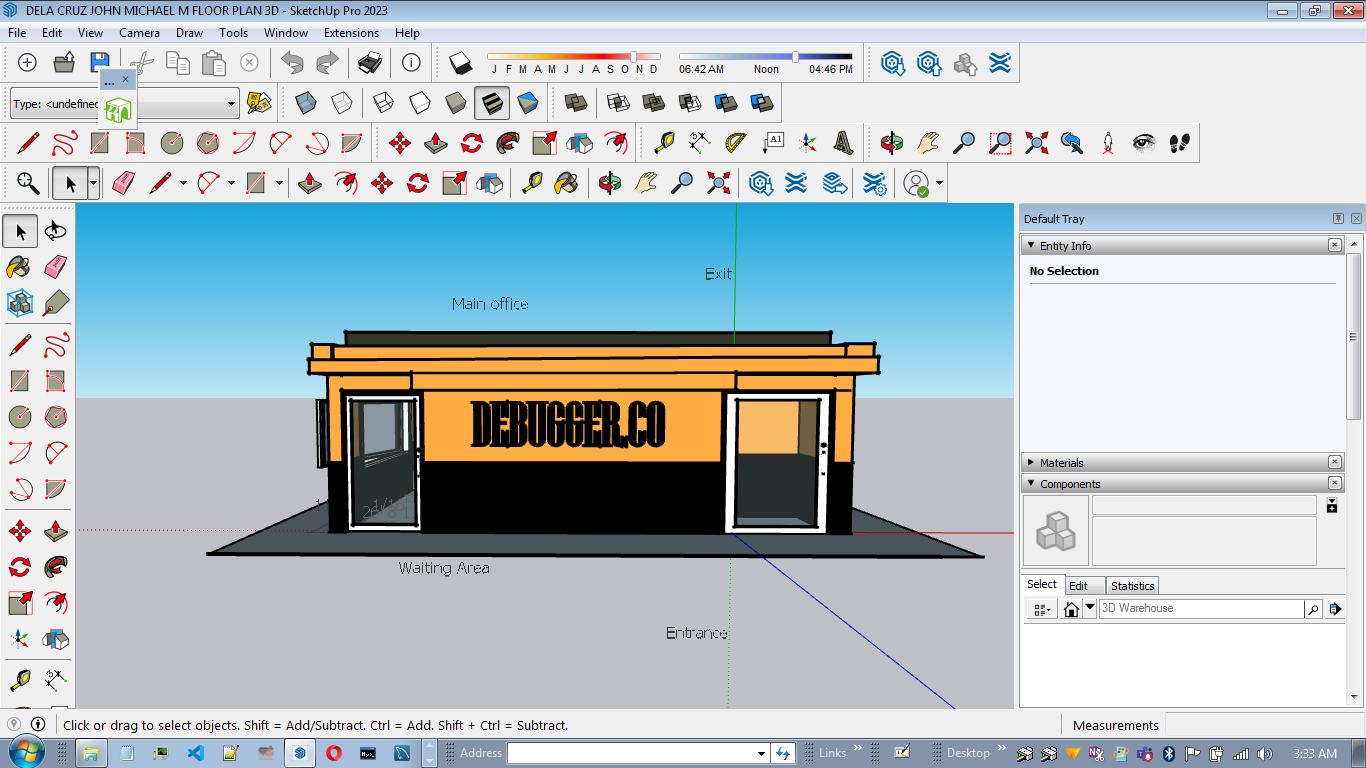 DELA CRUZ JOHN MICHAEL M FLOOR PLAN 3D - SketchUp Pro 2023
File Edit View Camera Draw Tools Window Extensions Help
J F M A M J J A S O N D 06:42 AM Noon 04:46 PM
...
Type: <undefined
A1
Default Tray
Entity Info
No Selection
Exit
Main office
DEBUGGER.CO
Materials
Components
Waiting Area
Select Edit Statistics
3D Warehouse
Entrance
Click or drag to select objects. Shift = Add/Subtract. Ctrl = Add. Shift + Ctrl = Subtract.
Measurements
Address Links Desktop 3:33 AM